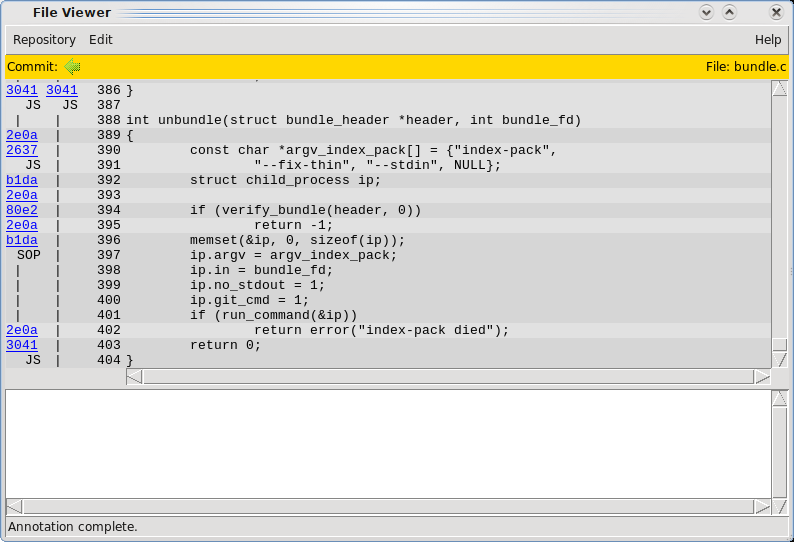 File Viewer
Repository Edit Help
Commit: File: bundle.c
3041 3041 386 }
JS JS 387
| | 388 int unbundle(struct bundle_header *header, int bundle_fd)
2e0a | 389 {
2637 | 390 const char *argv_index_pack[] = {"index-pack",
JS | 391 "--fix-thin", "--stdin", NULL};
b1da | 392 struct child_process ip;
2e0a | 393
80e2 | 394 if (verify_bundle(header, 0))
2e0a | 395 return -1;
b1da | 396 memset(&ip, 0, sizeof(ip));
SOP | 397 ip.argv = argv_index_pack;
| | 398 ip.in = bundle_fd;
| | 399 ip.no_stdout = 1;
| | 400 ip.git_cmd = 1;
| | 401 if (run_command(&ip))
2e0a | 402 return error("index-pack died");
3041 | 403 return 0;
JS | 404 }
Annotation complete.